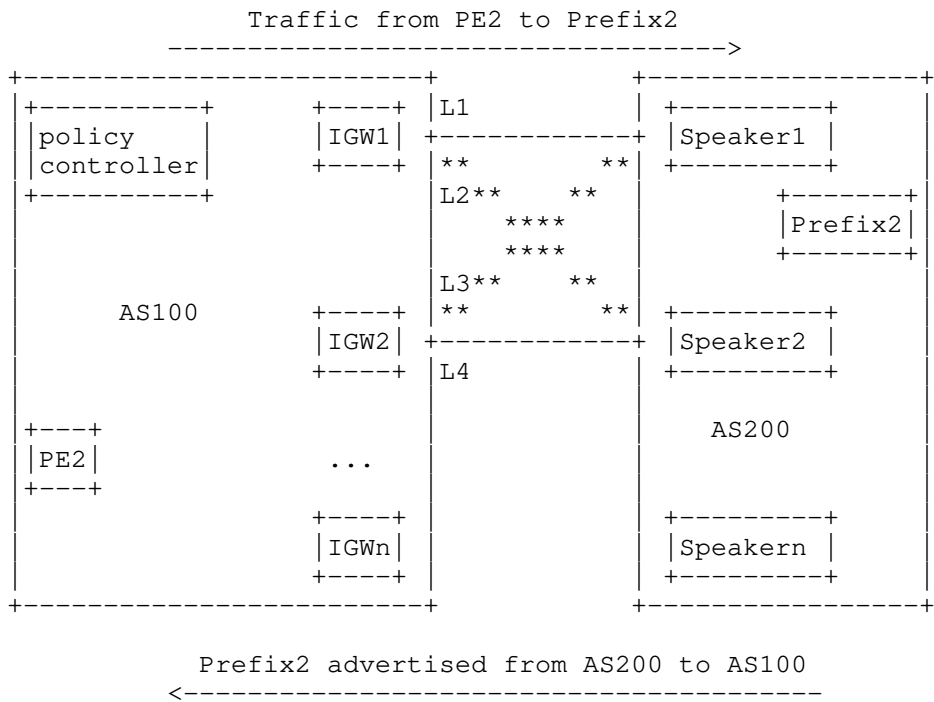 Traffic from PE2 to Prefix2
L1
policy IGW1 Speaker1
controller
L2
Prefix2
L3
AS100
IGW2 Speaker2
L4
AS200
PE2 ...
IGWn Speakern
Prefix2 advertised from AS200 to AS100